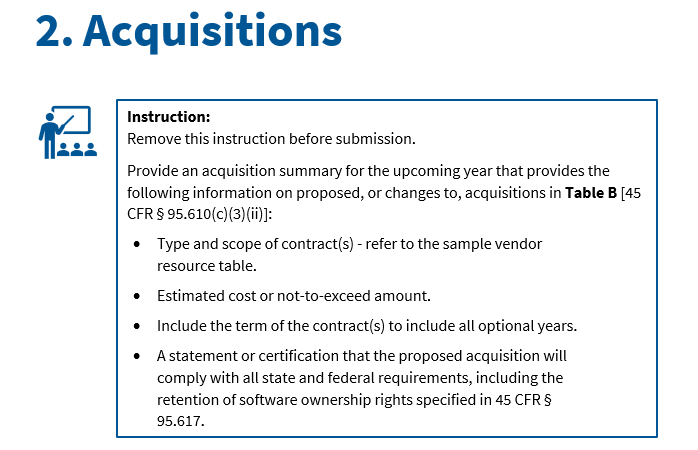 2. Acquisitions
Instruction:
Remove this instruction before submission.
Provide an acquisition summary for the upcoming year that provides the
following information on proposed, or changes to, acquisitions in Table B [45
CFR § 95.610(c)(3)(ii)]:
• Type and scope of contract(s) - refer to the sample vendor
resource table.
• Estimated cost or not-to-exceed amount.
• Include the term of the contract(s) to include all optional years.
• A statement or certification that the proposed acquisition will
comply with all state and federal requirements, including the
retention of software ownership rights specified in 45 CFR §
95.617.